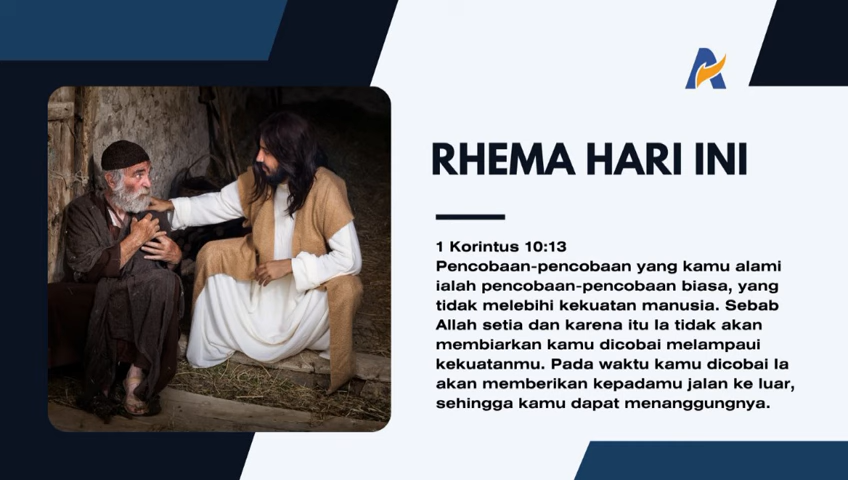 RHEMA HARI INI
1 Korintus 10:13
Pencobaan-pencobaan yang kamu alami
ialah pencobaan-pencobaan biasa, yang
tidak melebihi kekuatan manusia. Sebab
Allah setia dan karena itu Ia tidak akan
membiarkan kamu dicobai melampaui
kekuatanmu. Pada waktu kamu dicobai Ia
akan memberikan kepadamu jalan ke luar,
sehingga kamu dapat menanggungnya.